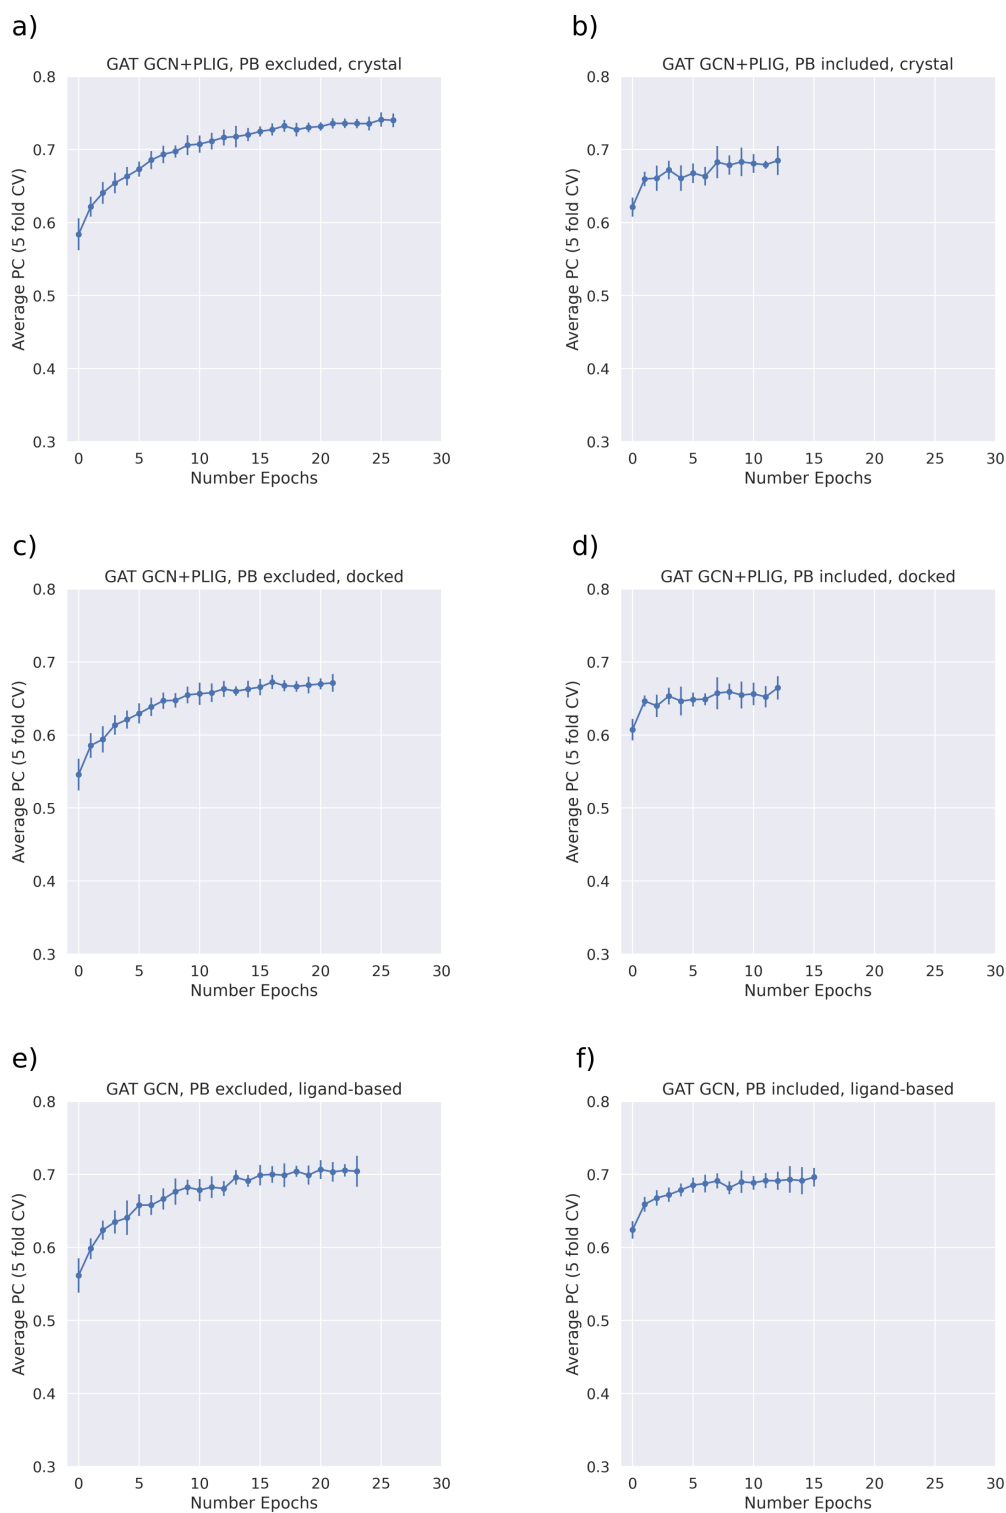 a)
GAT GCN+PLIG, PB excluded, crystal
0.8
0.7
0.6
0.5
0.4
0.3
Average PC (5 fold CV)
0 5 10 15 20 25 30
Number Epochs
b)
GAT GCN+PLIG, PB included, crystal
0.8
0.7
0.6
0.5
0.4
0.3
Average PC (5 fold CV)
0 5 10 15 20 25 30
Number Epochs
c)
GAT GCN+PLIG, PB excluded, docked
0.8
0.7
0.6
0.5
0.4
0.3
Average PC (5 fold CV)
0 5 10 15 20 25 30
Number Epochs
d)
GAT GCN+PLIG, PB included, docked
0.8
0.7
0.6
0.5
0.4
0.3
Average PC (5 fold CV)
0 5 10 15 20 25 30
Number Epochs
e)
GAT GCN, PB excluded, ligand-based
0.8
0.7
0.6
0.5
0.4
0.3
Average PC (5 fold CV)
0 5 10 15 20 25 30
Number Epochs
f)
GAT GCN, PB included, ligand-based
0.8
0.7
0.6
0.5
0.4
0.3
Average PC (5 fold CV)
0 5 10 15 20 25 30
Number Epochs